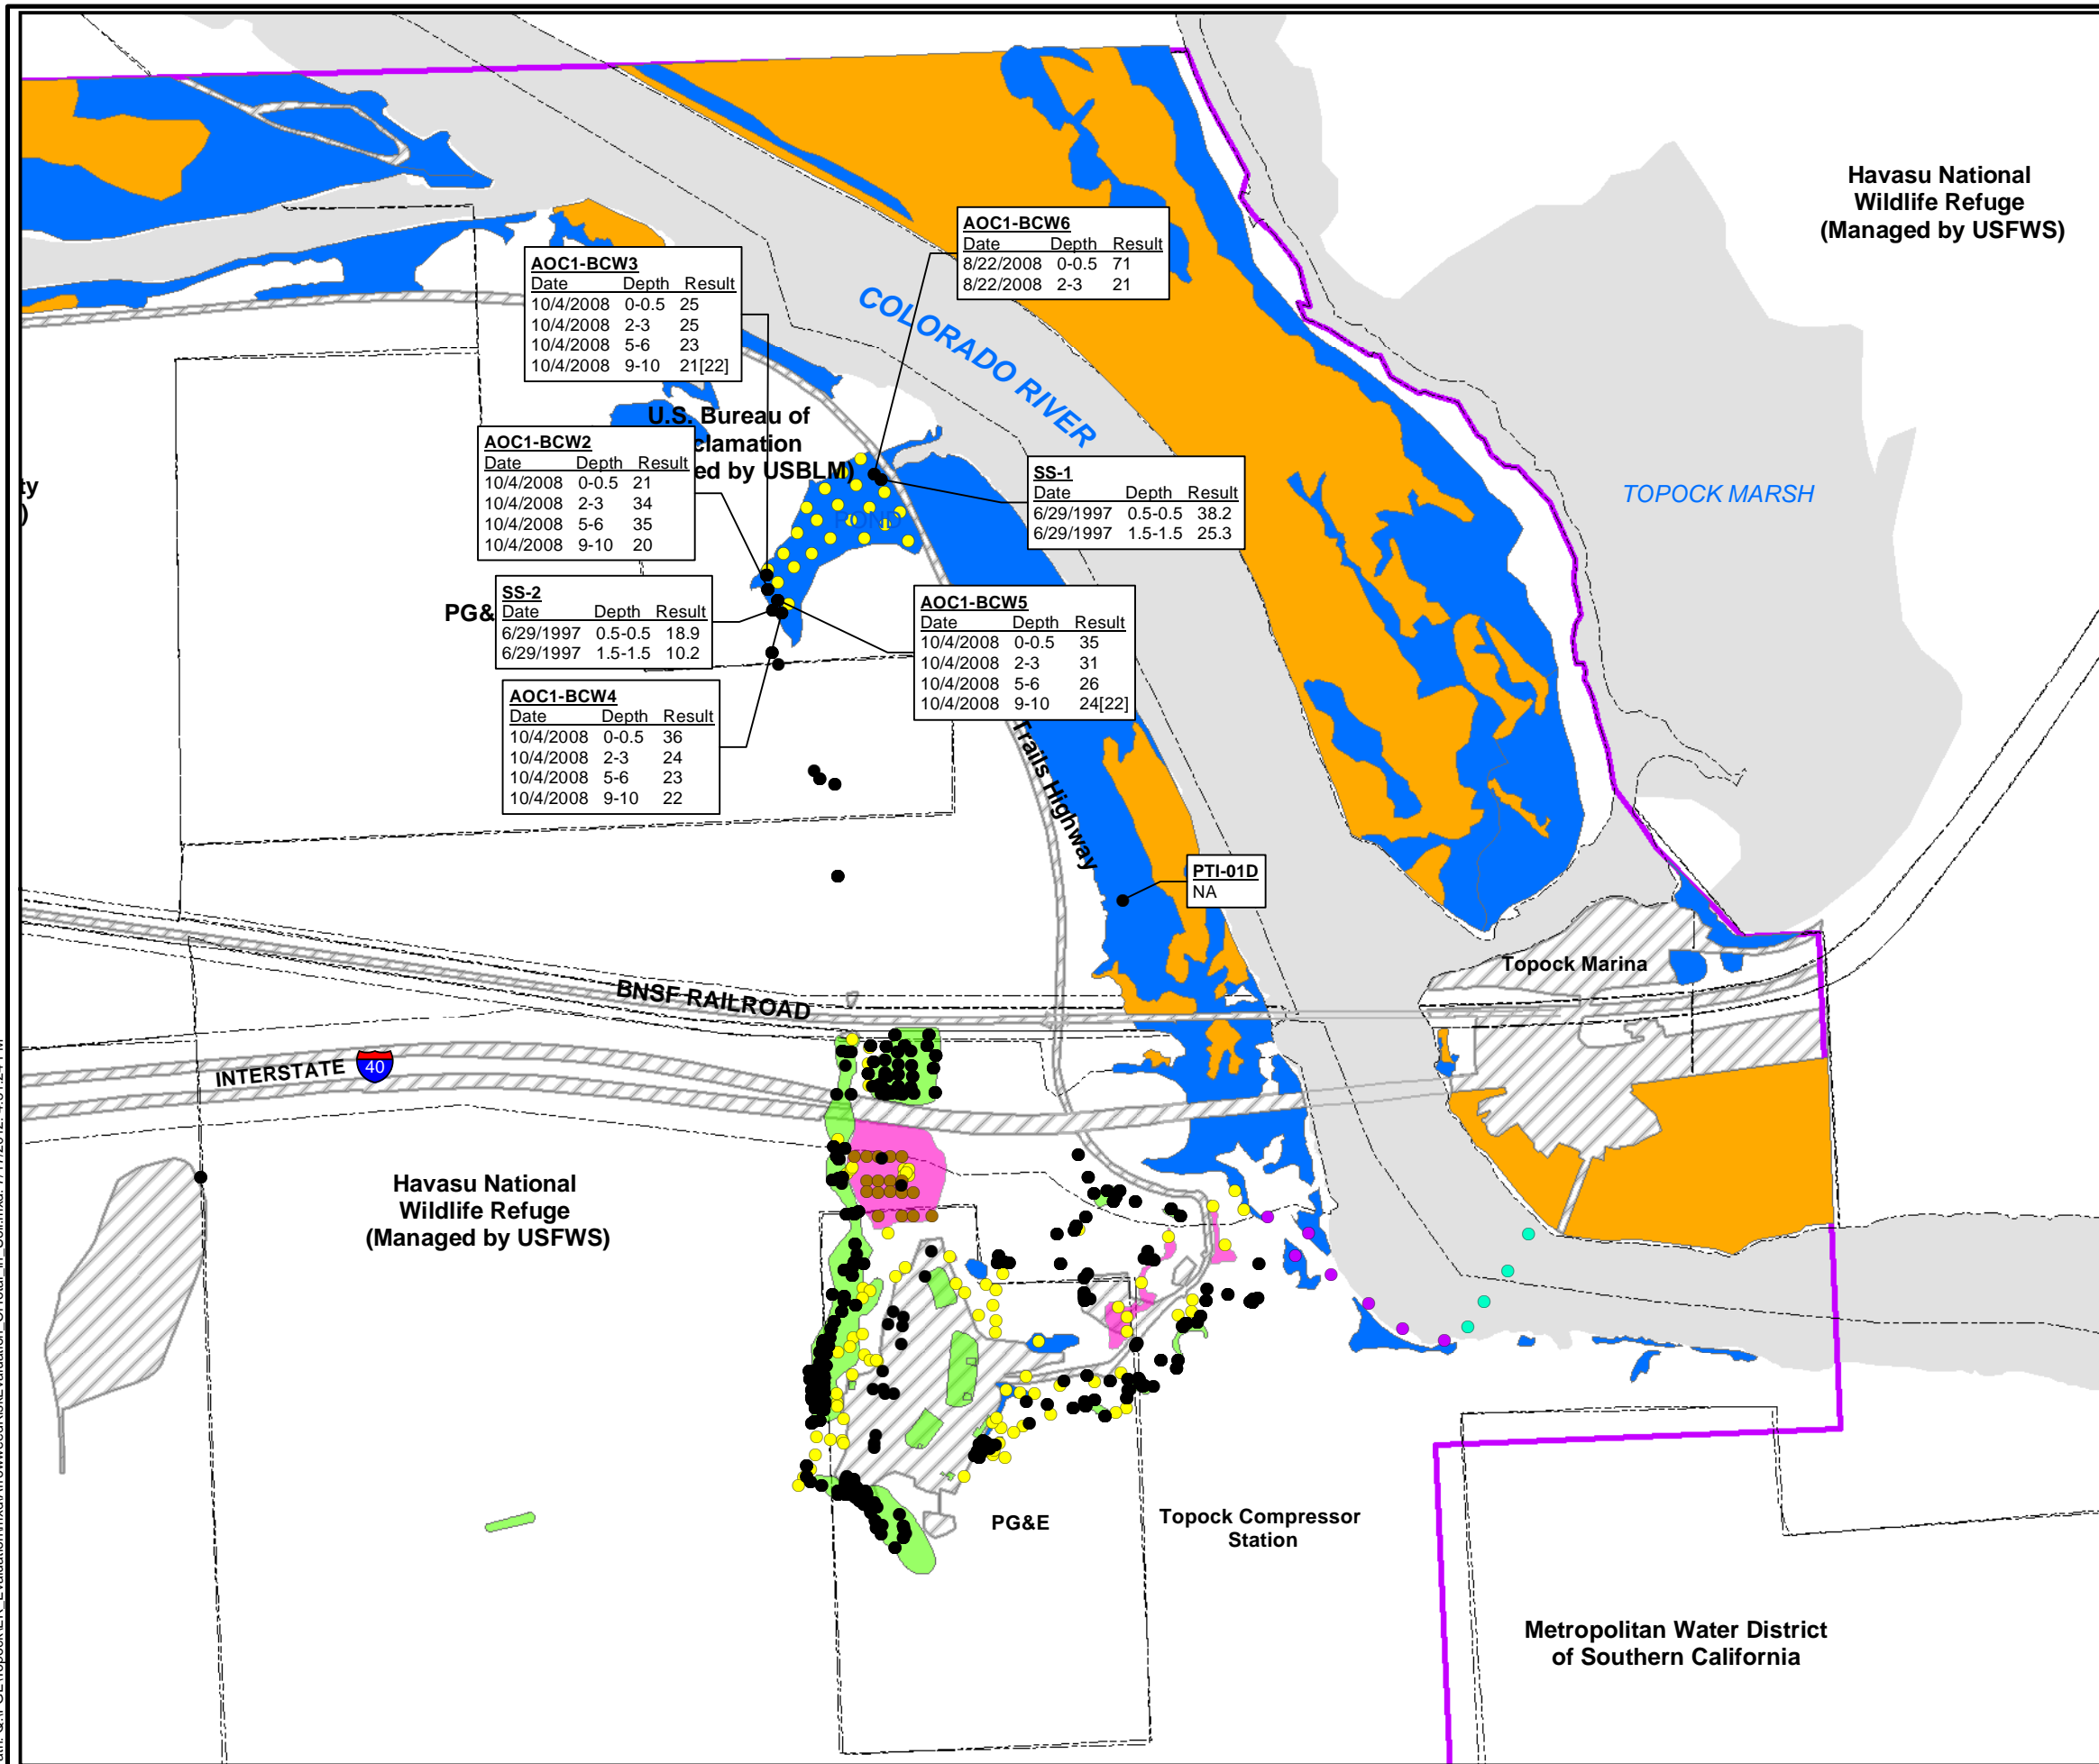 Havasu National
Wildlife Refuge
(Managed by USFWS)
AOC1-BCW6
Date Depth Result
8/22/2008 0-0.5 71
8/22/2008 2-3 21
AOC1-BCW3
Date Depth Result
10/4/2008 0-0.5 25
10/4/2008 2-3 25
10/4/2008 5-6 23
10/4/2008 9-10 21[22]
COLORADO RIVER
U.S. Bureau of
clamation
ed by USBLM)
AOC1-BCW2
Date Depth Result
10/4/2008 0-0.5 21
10/4/2008 2-3 34
10/4/2008 5-6 35
10/4/2008 9-10 20
ty
)
SS-1
Date Depth Result
6/29/1997 0.5-0.5 38.2
6/29/1997 1.5-1.5 25.3
TOPOCK MARSH
POND
SS-2
Date Depth Result
6/29/1997 0.5-0.5 18.9
6/29/1997 1.5-1.5 10.2
PG&
AOC1-BCW5
Date Depth Result
10/4/2008 0-0.5 35
10/4/2008 2-3 31
10/4/2008 5-6 26
10/4/2008 9-10 24[22]
AOC1-BCW4
Date Depth Result
10/4/2008 0-0.5 36
10/4/2008 2-3 24
10/4/2008 5-6 23
10/4/2008 9-10 22
Trails Highway
PTI-01D
NA
Topock Marina
BNSF RAILROAD
INTERSTATE 40
Havasu National
Wildlife Refuge
(Managed by USFWS)
PG&E
Topock Compressor
Station
Metropolitan Water District
of Southern California